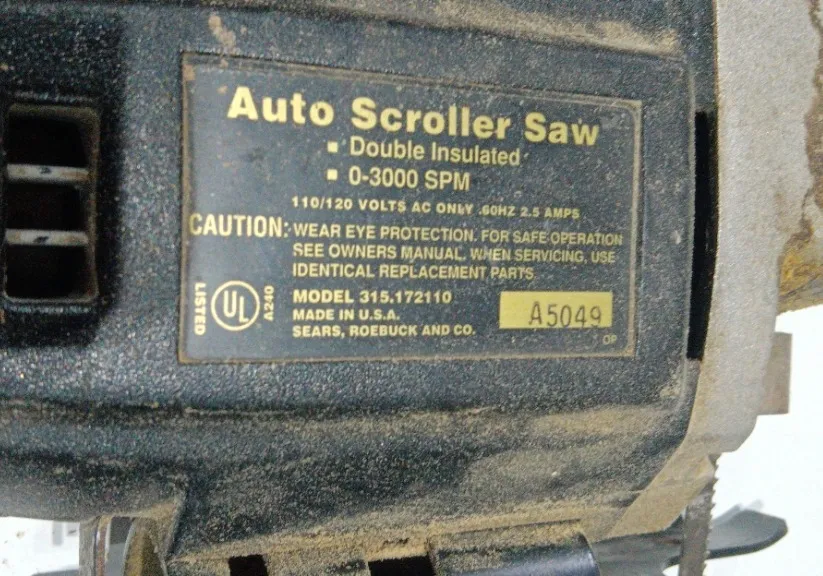 Auto Scroller Saw
▪ Double Insulated
▪ 0-3000 SPM
110/120 VOLTS AC ONLY .60HZ 2.5 AMPS
CAUTION: WEAR EYE PROTECTION. FOR SAFE OPERATION
SEE OWNERS MANUAL. WHEN SERVICING, USE
IDENTICAL REPLACEMENT PARTS
LISTED
UL
A240
MODEL 315.172110
MADE IN U.S.A.
SEARS, ROEBUCK AND CO.
A5049
OP